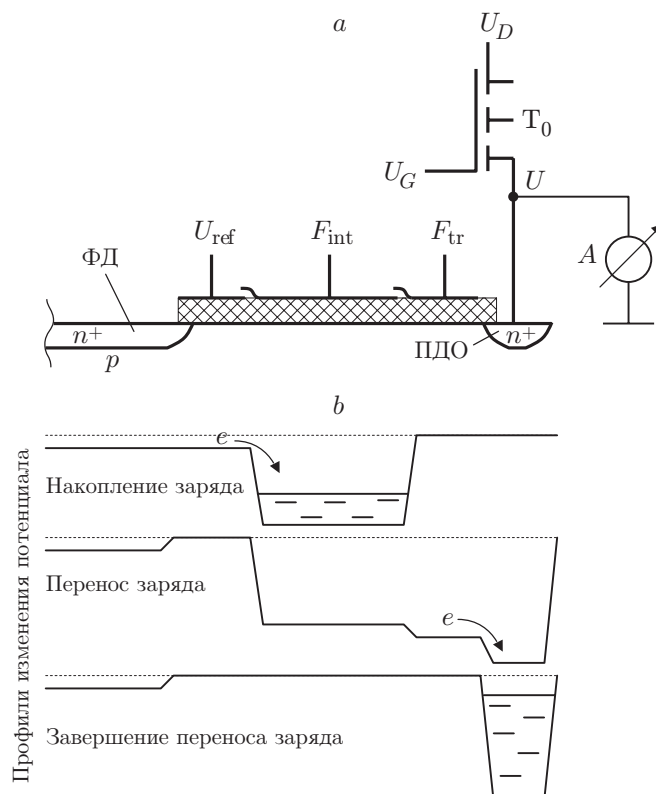 a
U_D
T_0
U_G
U
U_ref
F_int
F_tr
A
ФД
n+
p
ПДО
n+
b
Профили изменения потенциала
e
Накопление заряда
Перенос заряда
e
Завершение переноса заряда